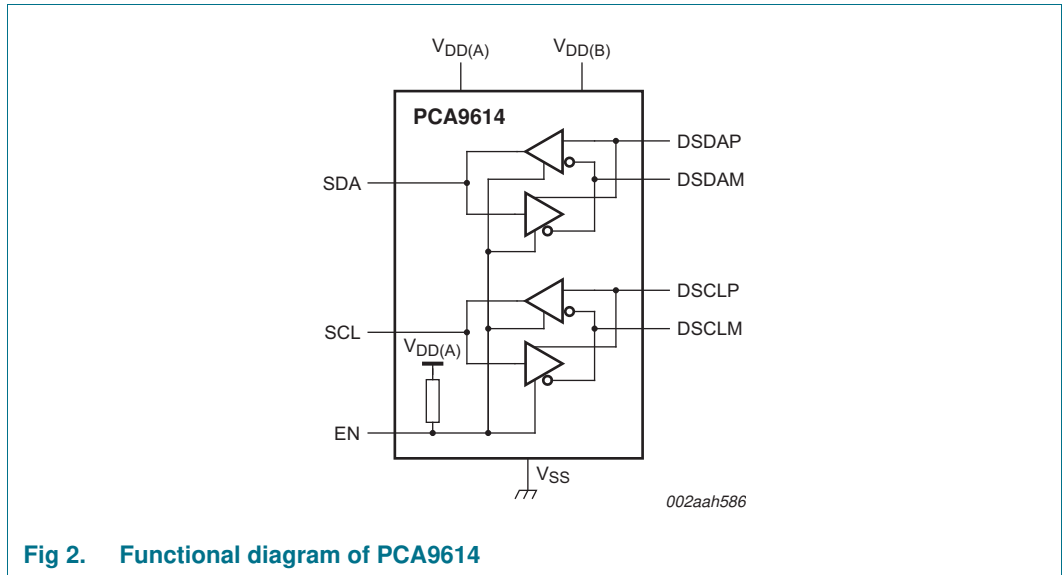 VDD(A) VDD(B)
PCA9614
DSDAP
DSDAM
SDA
DSCLP
DSCLM
SCL
VDD(A)
EN
VSS
002aah586
Fig 2. Functional diagram of PCA9614